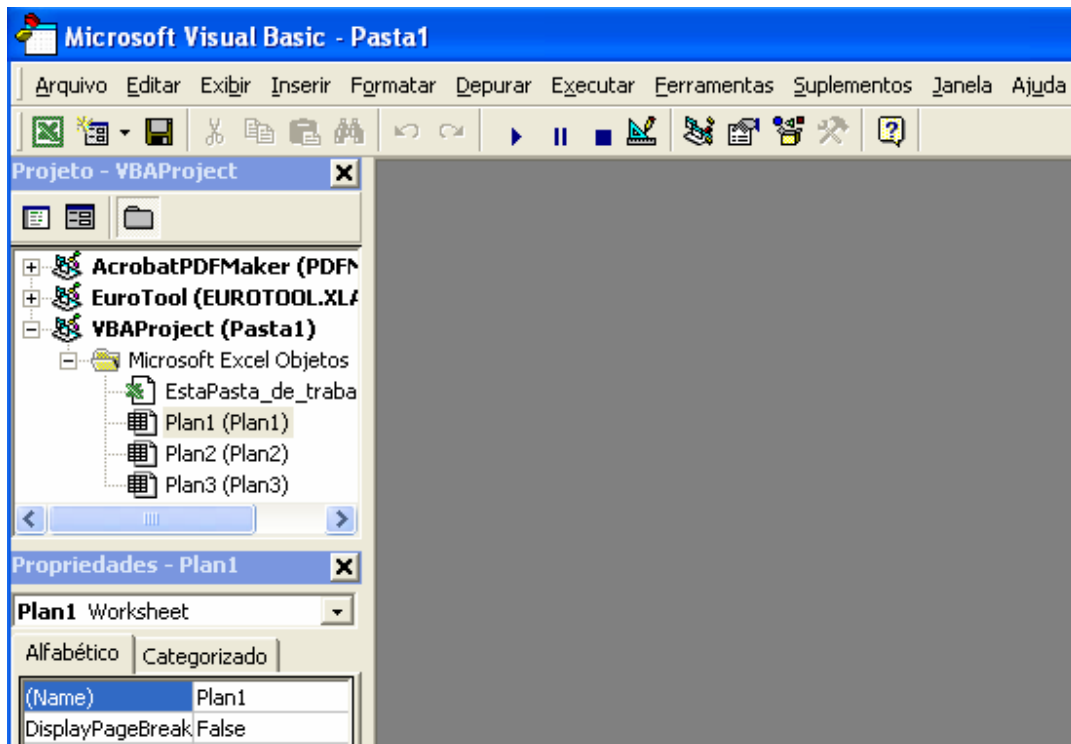 Microsoft Visual Basic - Pasta1
Arquivo Editar Exibir Inserir Formatar Depurar Executar Ferramentas Suplementos Janela Ajuda
Projeto - VBAProject
AcrobatPDFMaker (PDFM
EuroTool (EUROTOOL.XLA
VBAProject (Pasta1)
Microsoft Excel Objetos
EstaPasta_de_traba
Plan1 (Plan1)
Plan2 (Plan2)
Plan3 (Plan3)
Propriedades - Plan1
Plan1 Worksheet
Alfabético Categorizado
(Name) Plan1
DisplayPageBreak False